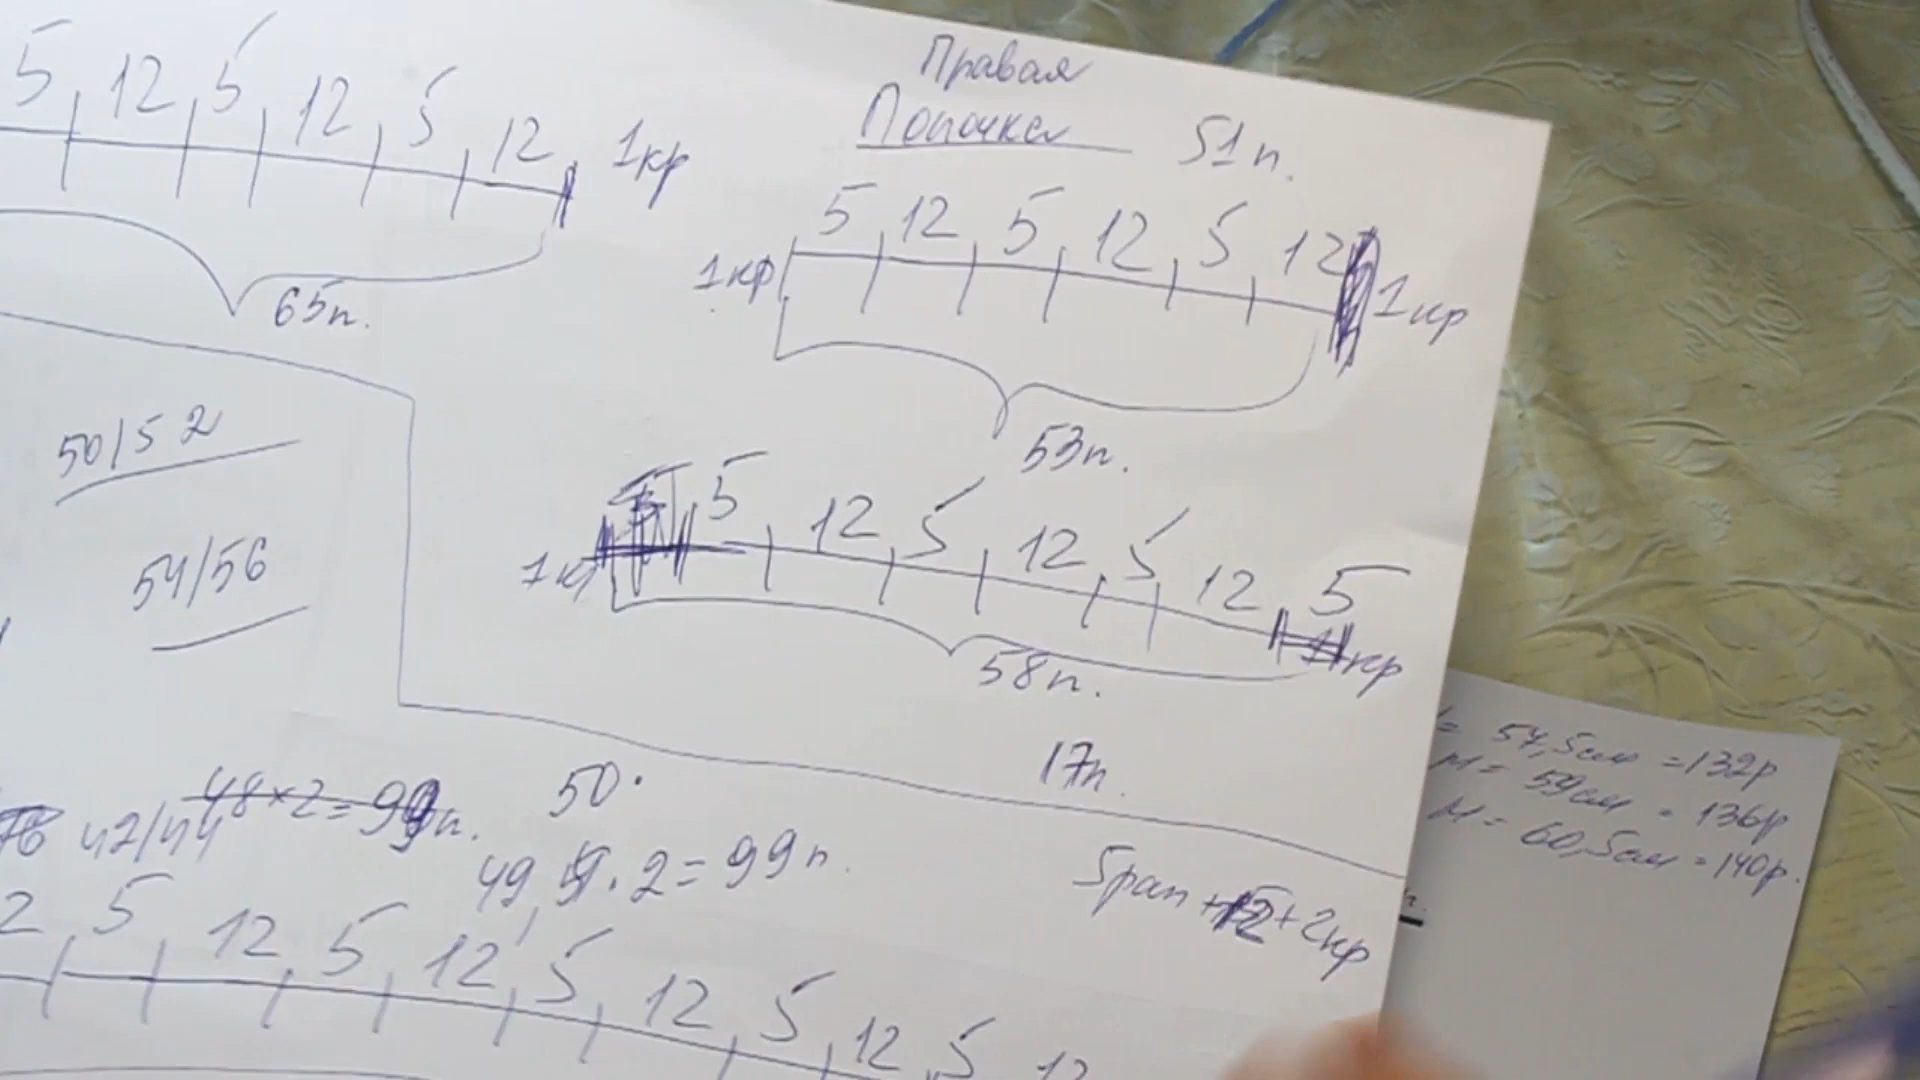 5 12 5 12 5 12 1кр
65п.
Правая
Полочка 51п.
1кр 5 12 5 12 5 12 1кр
53п.
50/52
54/56
1кр 5 12 5 12 5 12 5 1кр
58п.
17п.
42/44 48×2=99п. 50.
49, 2=99п.
5рап + 12 + 2кр
5 12 5 12 5 12 5 12 5 12
= 57,5см = 132р
М = 59см = 136р
М = 60,5см = 140р.